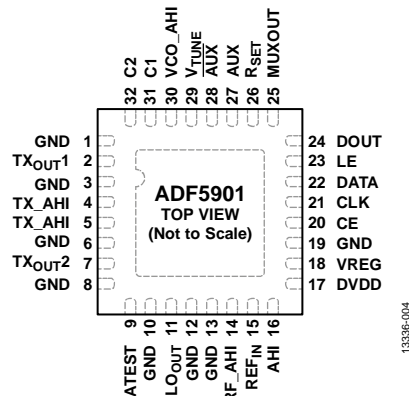 32 C2
31 C1
30 VCO_AHI
29 VTUNE
28 AUX
27 AUX
26 RSET
25 MUXOUT
GND 1
TXOUT1 2
GND 3
TX_AHI 4
TX_AHI 5
GND 6
TXOUT2 7
GND 8
ADF5901
TOP VIEW
(Not to Scale)
24 DOUT
23 LE
22 DATA
21 CLK
20 CE
19 GND
18 VREG
17 DVDD
ATEST 9
GND 10
LOOUT 11
GND 12
GND 13
RF_AHI 14
REFIN 15
AHI 16
13336-004